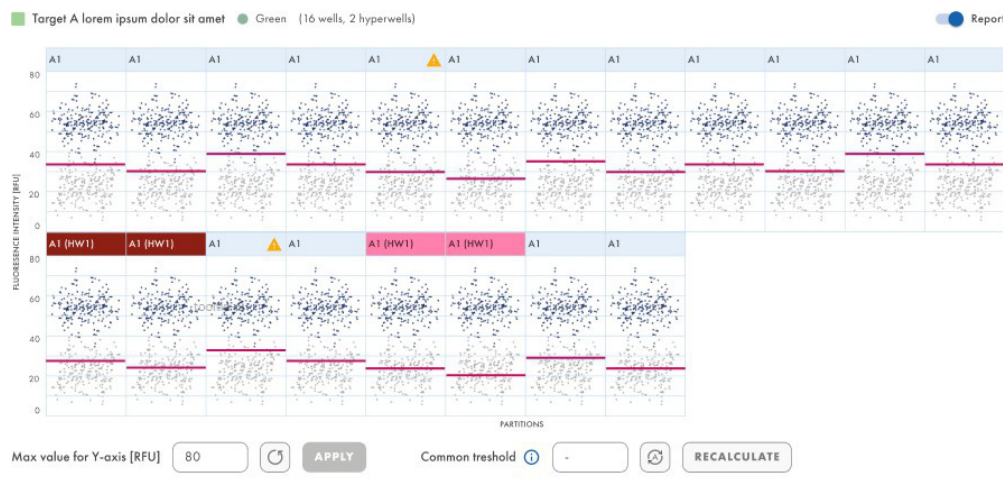 Target A lorem ipsum dolor sit amet Green (16 wells, 2 hyperwells) Report
A1 A1 A1 A1 A1 A1 A1 A1 A1 A1 A1 A1
80
60
40
20
0
FLUORESENCE INTENSITY [RFU]
A1 (HW1) A1 (HW1) A1 A1 A1 (HW1) A1 (HW1) A1 A1
80
60
40
20
0
PARTITIONS
Max value for Y-axis [RFU] 80 APPLY Common treshold - A RECALCULATE